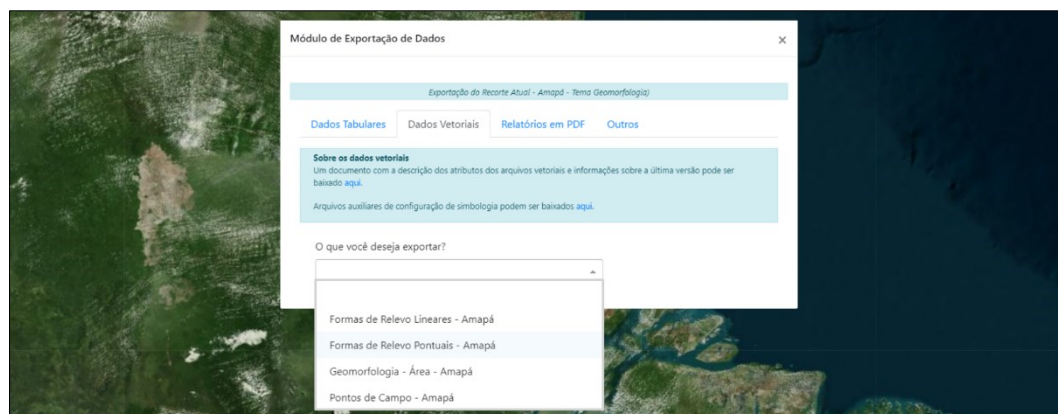 Módulo de Exportação de Dados ×
Exportação do Recorte Atual - Amapá - Tema Geomorfologia)
Dados Tabulares Dados Vetoriais Relatórios em PDF Outros
Sobre os dados vetoriais
Um documento com a descrição dos atributos dos arquivos vetoriais e informações sobre a última versão pode ser
baixado aqui.
Arquivos auxiliares de configuração de simbologia podem ser baixados aqui.
O que você deseja exportar?
Formas de Relevo Lineares - Amapá
Formas de Relevo Pontuais - Amapá
Geomorfologia - Área - Amapá
Pontos de Campo - Amapá